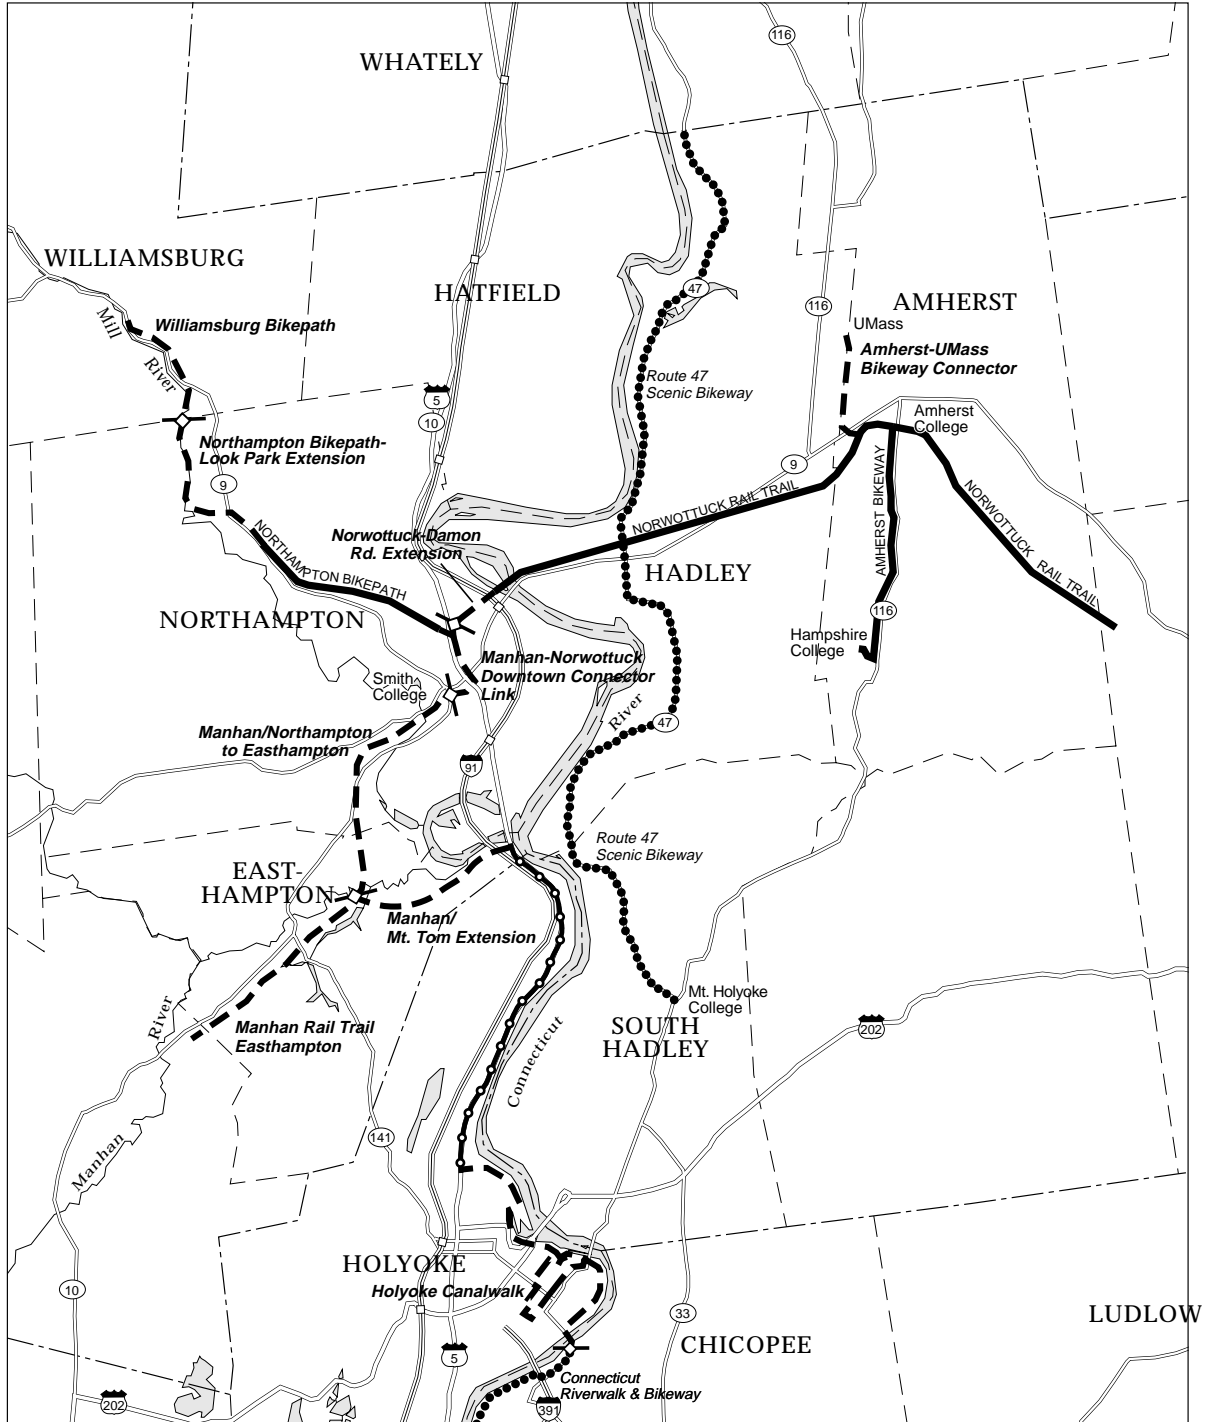 116
WHATELY
WILLIAMSBURG
HATFIELD
47
116
AMHERST
Mill
River
Williamsburg Bikepath
UMass
Amherst-UMass
Bikeway Connector
Route 47
Scenic Bikeway
5
10
Amherst
College
Northampton Bikepath-
Look Park Extension
9
9
NORWOTTUCK RAIL TRAIL
AMHERST BIKEWAY
NORWOTTUCK RAIL TRAIL
NORTHAMPTON BIKEPATH
Norwottuck-Damon
Rd. Extension
HADLEY
NORTHAMPTON
116
Hampshire
College
Manhan-Norwottuck
Downtown Connector
Link
Smith
College
River
47
Manhan/Northampton
to Easthampton
91
Route 47
Scenic Bikeway
EAST-
HAMPTON
Manhan/
Mt. Tom Extension
Mt. Holyoke
College
River
Manhan Rail Trail
Easthampton
SOUTH
HADLEY
202
Connecticut
141
Manhan
HOLYOKE
10
Holyoke Canalwalk
33
LUDLOW
CHICOPEE
5
Connecticut
Riverwalk & Bikeway
202
391